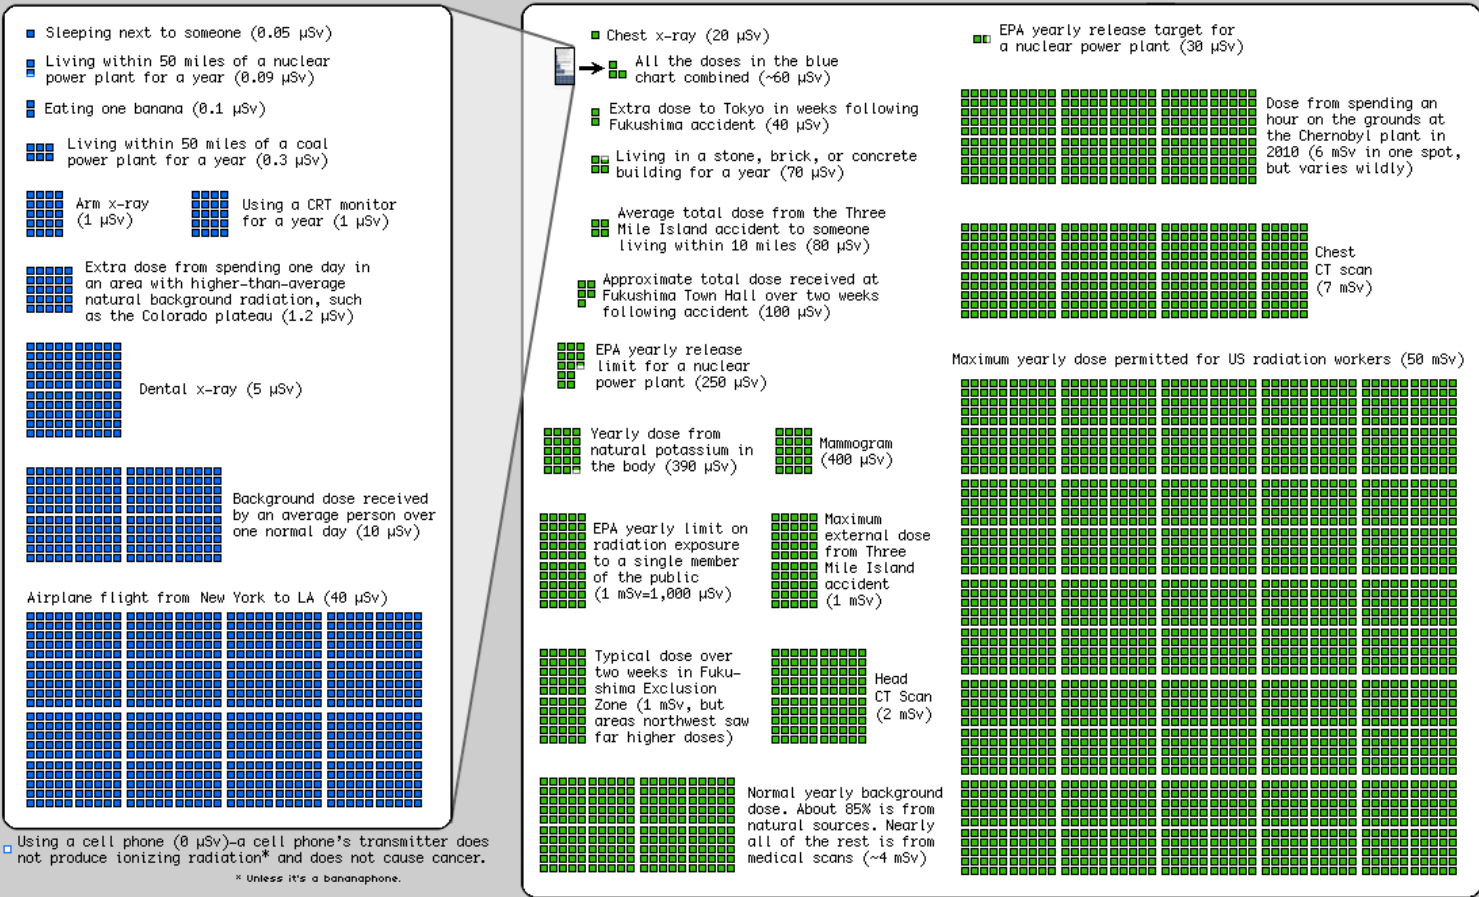 Sleeping next to someone (0.05 µSv)
Living within 50 miles of a nuclear
power plant for a year (0.09 µSv)
Eating one banana (0.1 µSv)
Living within 50 miles of a coal
power plant for a year (0.3 µSv)
Arm x-ray
(1 µSv)
Using a CRT monitor
for a year (1 µSv)
Extra dose from spending one day in
an area with higher-than-average
natural background radiation, such
as the Colorado plateau (1.2 µSv)
Dental x-ray (5 µSv)
Background dose received
by an average person over
one normal day (10 µSv)
Airplane flight from New York to LA (40 µSv)
Using a cell phone (0 µSv)-a cell phone's transmitter does
not produce ionizing radiation* and does not cause cancer.
* Unless it's a bananaphone.
Chest x-ray (20 µSv)
All the doses in the blue
chart combined (~60 µSv)
Extra dose to Tokyo in weeks following
Fukushima accident (40 µSv)
Living in a stone, brick, or concrete
building for a year (70 µSv)
Average total dose from the Three
Mile Island accident to someone
living within 10 miles (80 µSv)
Approximate total dose received at
Fukushima Town Hall over two weeks
following accident (100 µSv)
EPA yearly release
limit for a nuclear
power plant (250 µSv)
Yearly dose from
natural potassium in
the body (390 µSv)
Mammogram
(400 µSv)
EPA yearly limit on
radiation exposure
to a single member
of the public
(1 mSv=1,000 µSv)
Maximum
external dose
from Three
Mile Island
accident
(1 mSv)
Typical dose over
two weeks in Fuku-
shima Exclusion
Zone (1 mSv, but
areas northwest saw
far higher doses)
Head
CT Scan
(2 mSv)
Normal yearly background
dose. About 85% is from
natural sources. Nearly
all of the rest is from
medical scans (~4 mSv)
EPA yearly release target for
a nuclear power plant (30 µSv)
Dose from spending an
hour on the grounds at
the Chernobyl plant in
2010 (6 mSv in one spot,
but varies wildly)
Chest
CT scan
(7 mSv)
Maximum yearly dose permitted for US radiation workers (50 mSv)